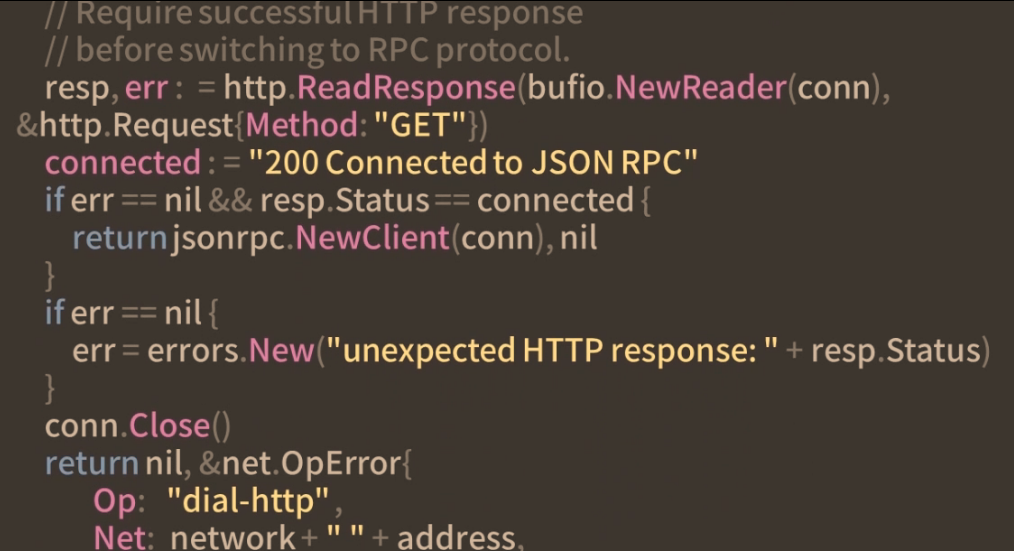 // Require successful HTTP response
// before switching to RPC protocol.
resp, err : = http.ReadResponse(bufio.NewReader(conn),
&http.Request{Method: "GET"})
connected : = "200 Connected to JSON RPC"
if err == nil && resp.Status == connected {
return jsonrpc.NewClient(conn), nil
}
if err == nil {
err = errors.New("unexpected HTTP response: " + resp.Status)
}
conn.Close()
return nil, &net.OpError{
Op: "dial-http",
Net: network + " " + address,